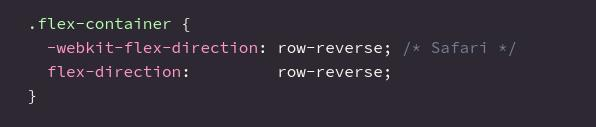 .flex-container {
  -webkit-flex-direction: row-reverse; /* Safari */
  flex-direction:         row-reverse;
}